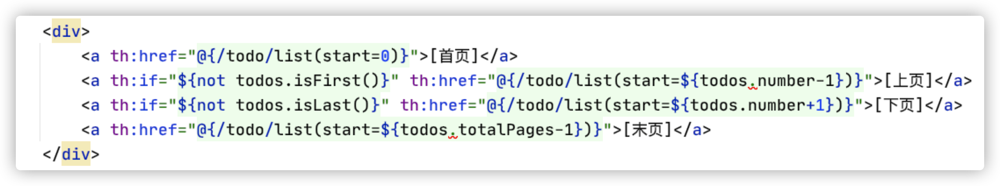 <div>
<a th:href="@{/todo/list(start=0)}">[首页]</a>
<a th:if="${not todos.isFirst()}" th:href="@{/todo/list(start=${todos.number-1})}">[上页]</a>
<a th:if="${not todos.isLast()}" th:href="@{/todo/list(start=${todos.number+1})}">[下页]</a>
<a th:href="@{/todo/list(start=${todos.totalPages-1})}">[末页]</a>
</div>